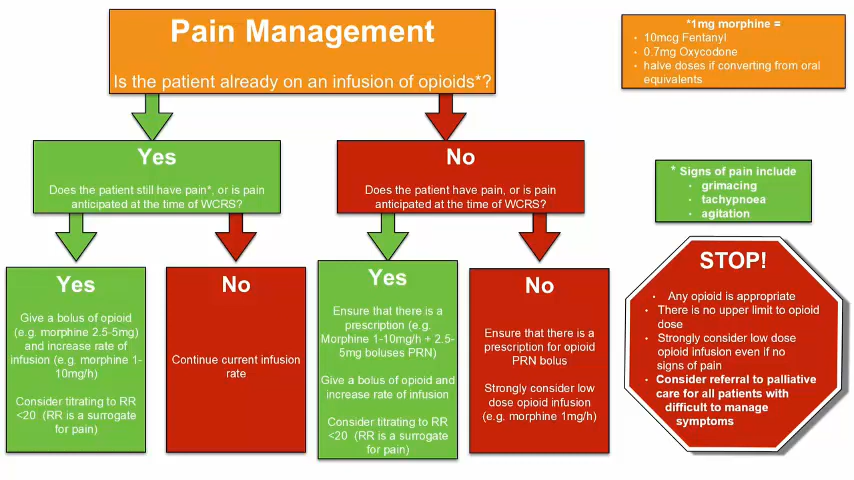 Pain Management
Is the patient already on an infusion of opioids*?
*1mg morphine =
• 10mcg Fentanyl
• 0.7mg Oxycodone
• halve doses if converting from oral
equivalents
Yes
Does the patient still have pain*, or is pain
anticipated at the time of WCRS?
No
Does the patient have pain, or is pain
anticipated at the time of WCRS?
* Signs of pain include
• grimacing
• tachypnoea
• agitation
Yes
Give a bolus of opioid
(e.g. morphine 2.5-5mg)
and increase rate of
infusion (e.g. morphine 1-
10mg/h)
Consider titrating to RR
<20 (RR is a surrogate
for pain)
No
Continue current infusion
rate
Yes
Ensure that there is a
prescription (e.g.
Morphine 1-10mg/h + 2.5-
5mg boluses PRN)
Give a bolus of opioid and
increase rate of infusion
Consider titrating to RR
<20 (RR is a surrogate
for pain)
No
Ensure that there is a
prescription for opioid
PRN bolus
Strongly consider low
dose opioid infusion
(e.g. morphine 1mg/h)
STOP!
• Any opioid is appropriate
• There is no upper limit to opioid
dose
• Strongly consider low dose
opioid infusion even if no
signs of pain
• Consider referral to palliative
care for all patients with
difficult to manage
symptoms